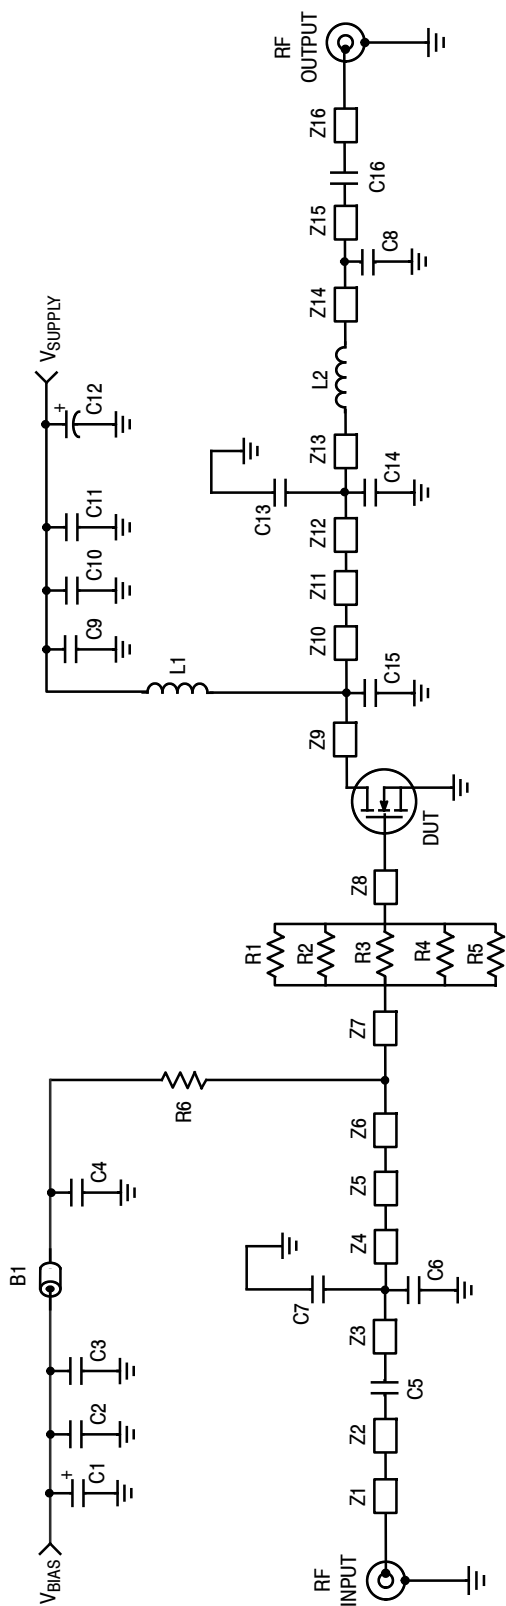 V_BIAS
+
C1
C2
C3
B1
C4
R6
V_SUPPLY
+
C12
C11
C10
C9
L1
RF
INPUT
Z1
Z2
C5
Z3
C7
C6
Z4
Z5
Z6
Z7
R1
R2
R3
R4
R5
Z8
DUT
Z9
C15
Z10
Z11
Z12
C13
C14
Z13
L2
Z14
C8
Z15
C16
Z16
RF
OUTPUT